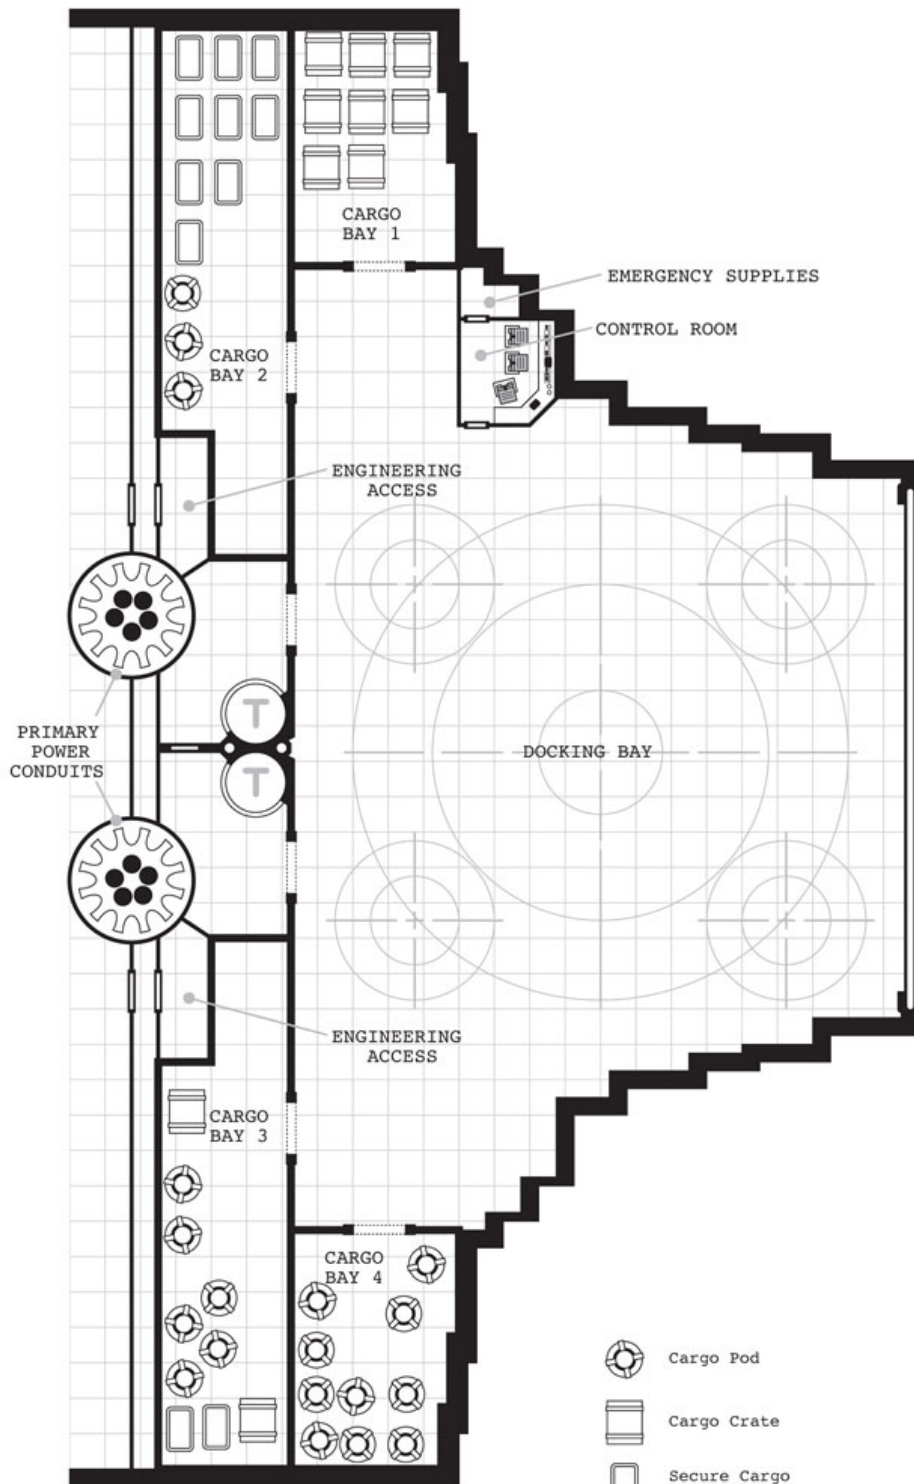 CARGO
BAY 1
EMERGENCY SUPPLIES
CONTROL ROOM
CARGO
BAY 2
ENGINEERING
ACCESS
T
PRIMARY
POWER
CONDUITS
DOCKING BAY
T
ENGINEERING
ACCESS
CARGO
BAY 3
CARGO
BAY 4
Cargo Pod
Cargo Crate
Secure Cargo